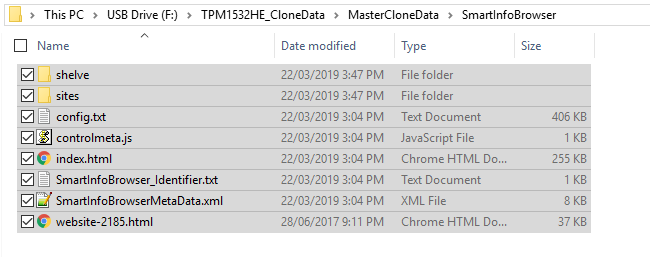 This PC > USB Drive (F:) > TPM1532HE_CloneData > MasterCloneData > SmartInfoBrowser
Name Date modified Type Size
shelve 22/03/2019 3:47 PM File folder
sites 22/03/2019 3:47 PM File folder
config.txt 22/03/2019 3:04 PM Text Document 406 KB
controlmeta.js 22/03/2019 3:04 PM JavaScript File 1 KB
index.html 22/03/2019 3:04 PM Chrome HTML Do... 255 KB
SmartInfoBrowser_Identifier.txt 22/03/2019 3:04 PM Text Document 1 KB
SmartInfoBrowserMetaData.xml 22/03/2019 3:04 PM XML File 8 KB
website-2185.html 28/06/2017 9:11 PM Chrome HTML Do... 37 KB